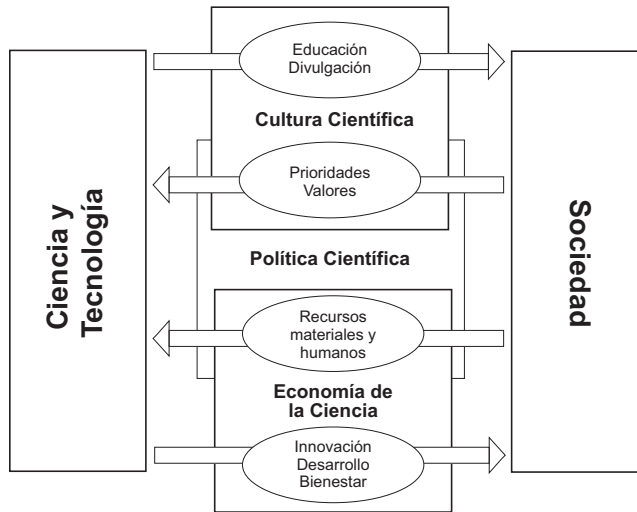 Educación
Divulgación
Cultura Científica
Prioridades
Valores
Ciencia y
Tecnología
Política Científica
Sociedad
Recursos
materiales y
humanos
Economía de
la Ciencia
Innovación
Desarrollo
Bienestar